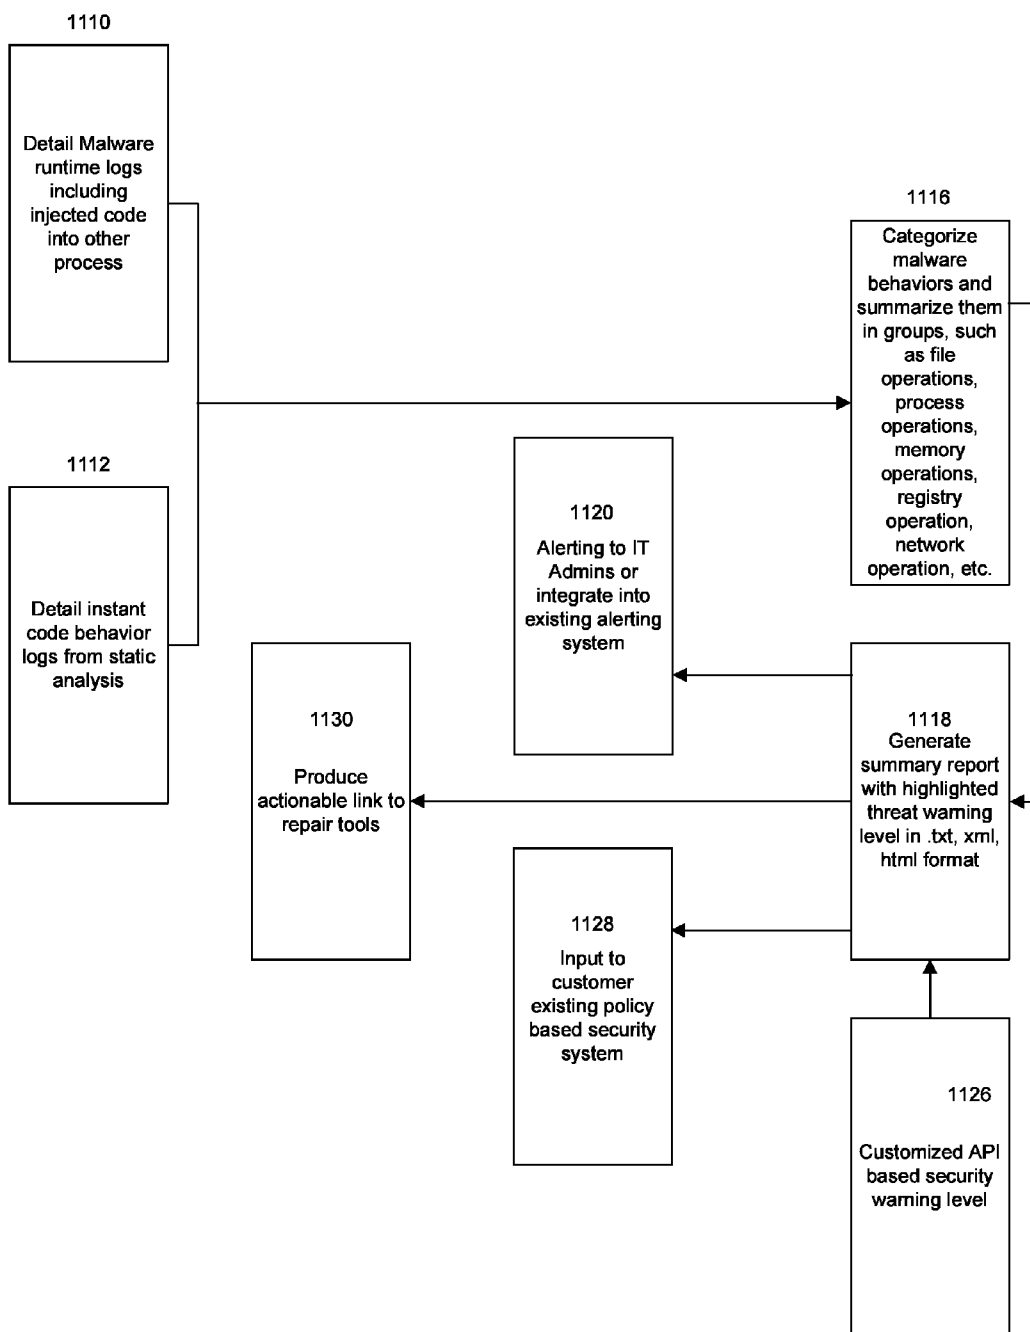 1110
Detail Malware
runtime logs
including
injected code
into other
process
1112
Detail instant
code behavior
logs from static
analysis
1116
Categorize
malware
behaviors and
summarize them
in groups, such
as file
operations,
process
operations,
memory
operations,
registry
operation,
network
operation, etc.
1120
Alerting to IT
Admins or
integrate into
existing alerting
system
1130
Produce
actionable link to
repair tools
1118
Generate
summary report
with highlighted
threat warning
level in .txt, xml,
html format
1128
Input to
customer
existing policy
based security
system
1126
Customized API
based security
warning level